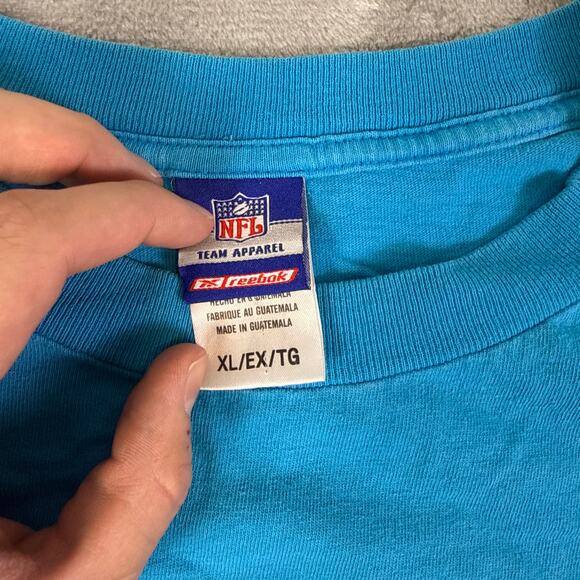 NFL
TEAM APPAREL
Reebok
HECHO EN GUATEMALA
FABRIQUE AU GUATEMALA
MADE IN GUATEMALA
XL/EX/TG